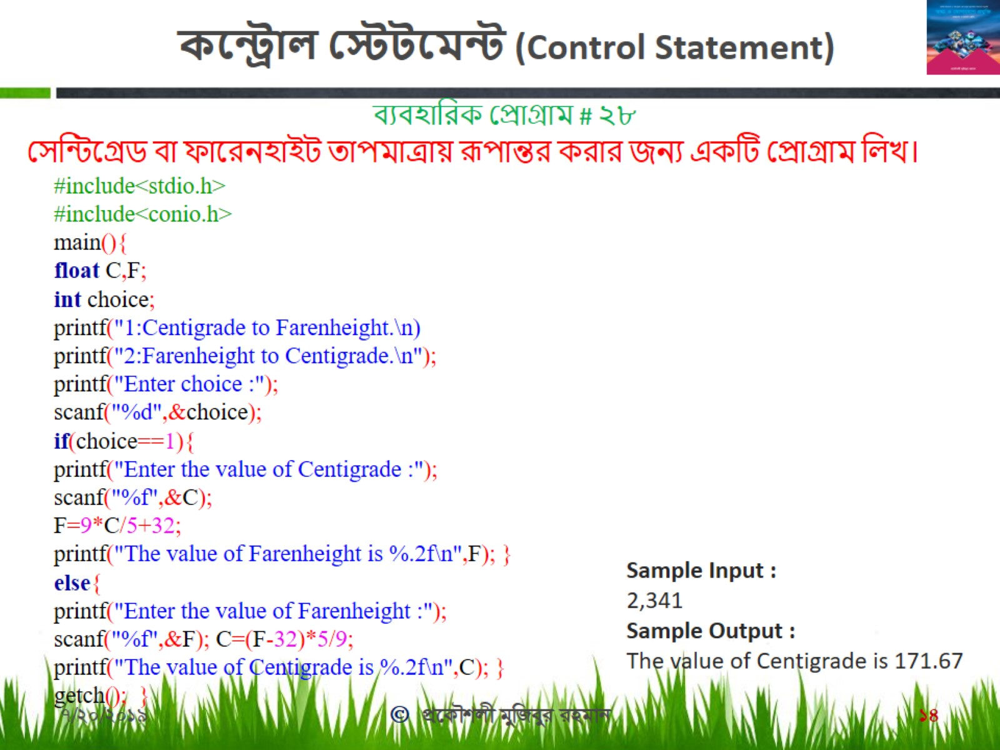 কন্ট্রোল স্টেটমেন্ট (Control Statement)
ব্যবহারিক প্রোগ্রাম # ২৮
সেন্টিগ্রেড বা ফারেনহাইট তাপমাত্রায় রূপান্তর করার জন্য একটি প্রোগ্রাম লিখ।
#include<stdio.h>
#include<conio.h>
main(){
float C,F;
int choice;
printf("1:Centigrade to Farenheight.\n)
printf("2:Farenheight to Centigrade.\n");
printf("Enter choice :");
scanf("%d",&choice);
if(choice==1){
printf("Enter the value of Centigrade :");
scanf("%f",&C);
F=9*C/5+32;
printf("The value of Farenheight is %.2f\n",F); }
else{
printf("Enter the value of Farenheight :");
scanf("%f",&F); C=(F-32)*5/9;
printf("The value of Centigrade is %.2f\n",C); }
getch(); }
Sample Input :
2,341
Sample Output :
The value of Centigrade is 171.67
৭/২০/২০১৯
© প্রকৌশলী মুজিবুর রহমান
১৪